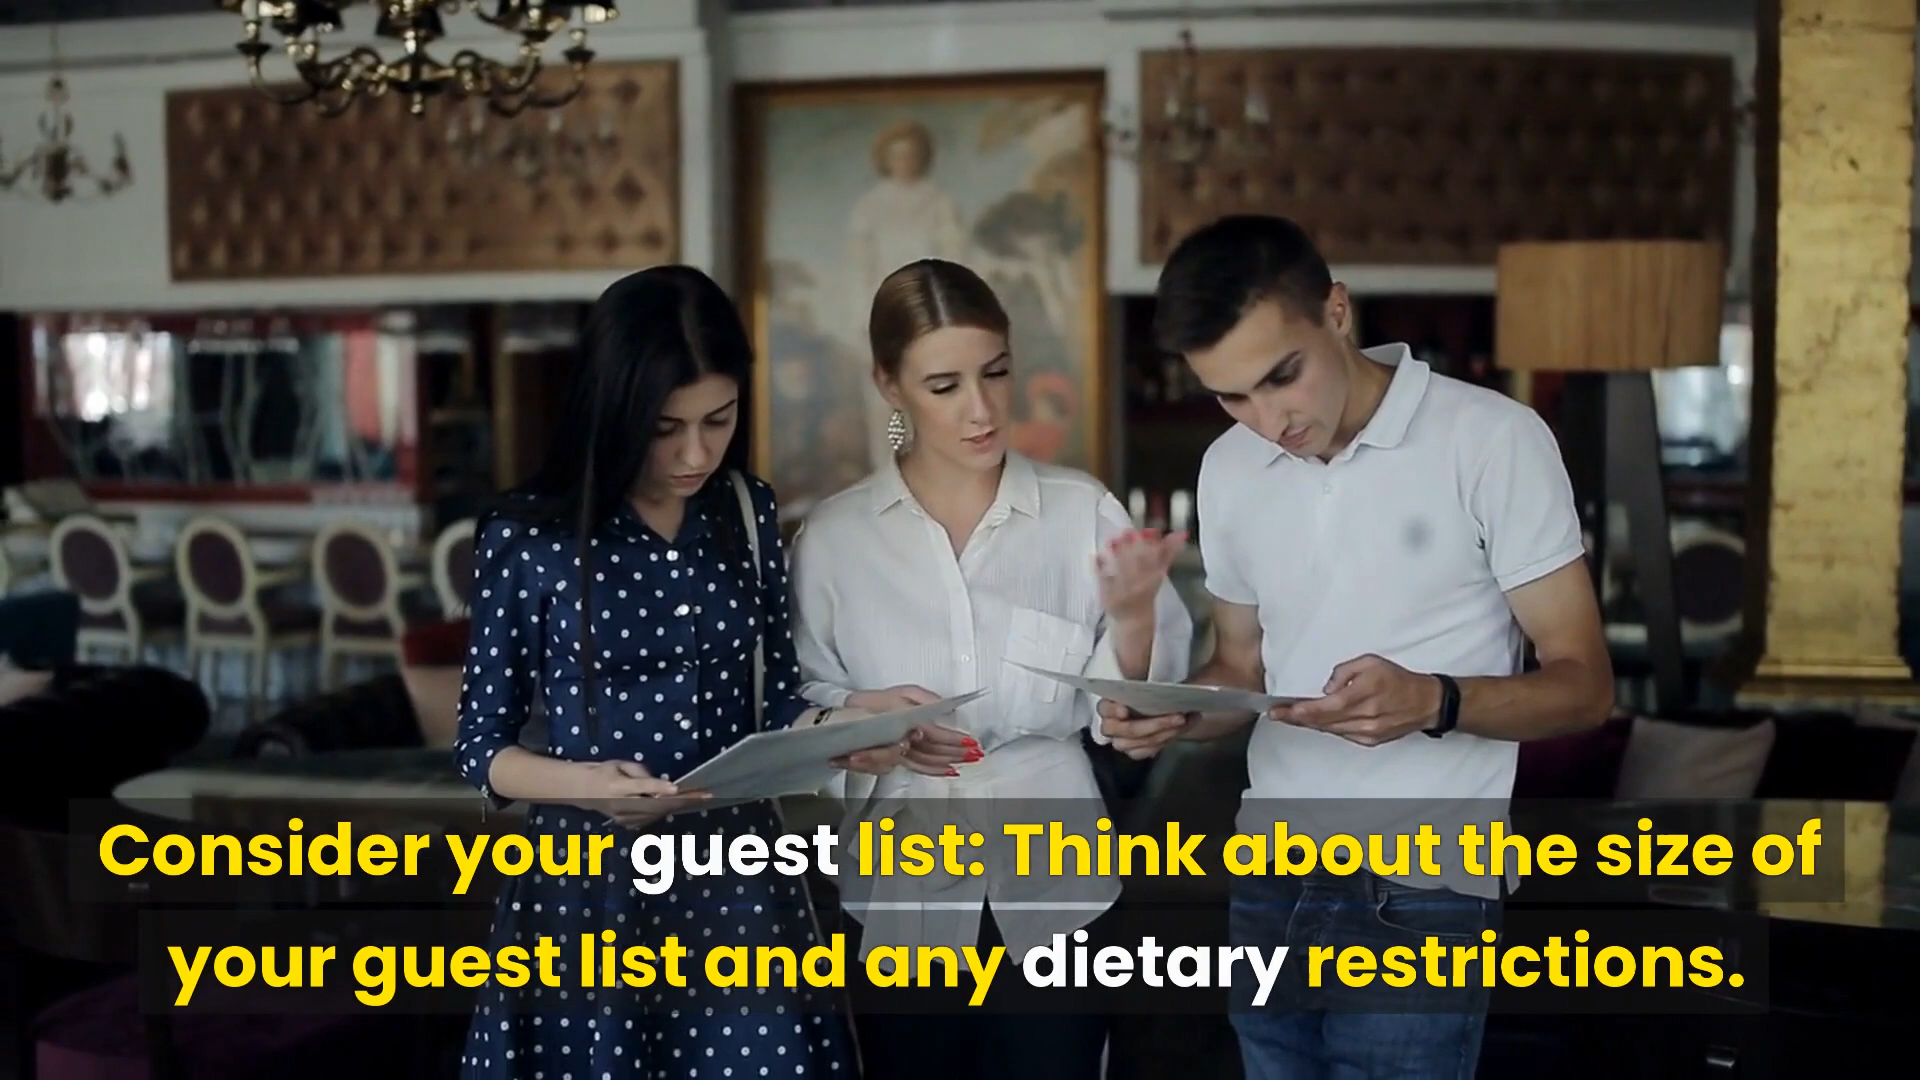 Consider your guest list: Think about the size of
your guest list and any dietary restrictions.